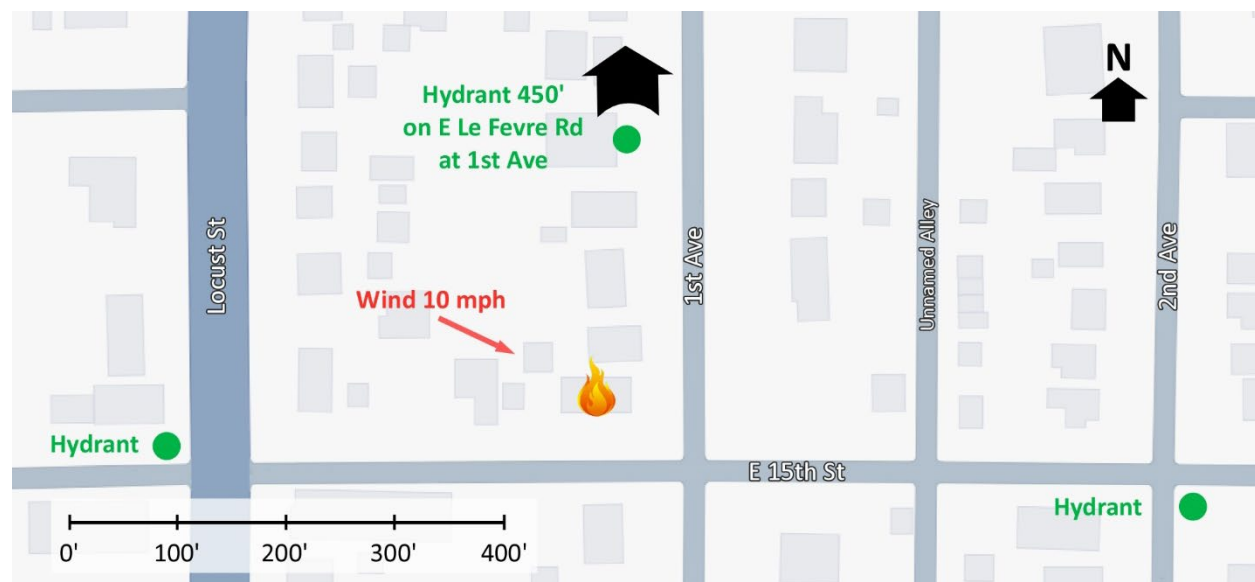 Hydrant 450'
on E Le Fevre Rd
at 1st Ave
N
Locust St
1st Ave
Unnamed Alley
2nd Ave
Wind 10 mph
Hydrant
E 15th St
Hydrant
0' 100' 200' 300' 400'